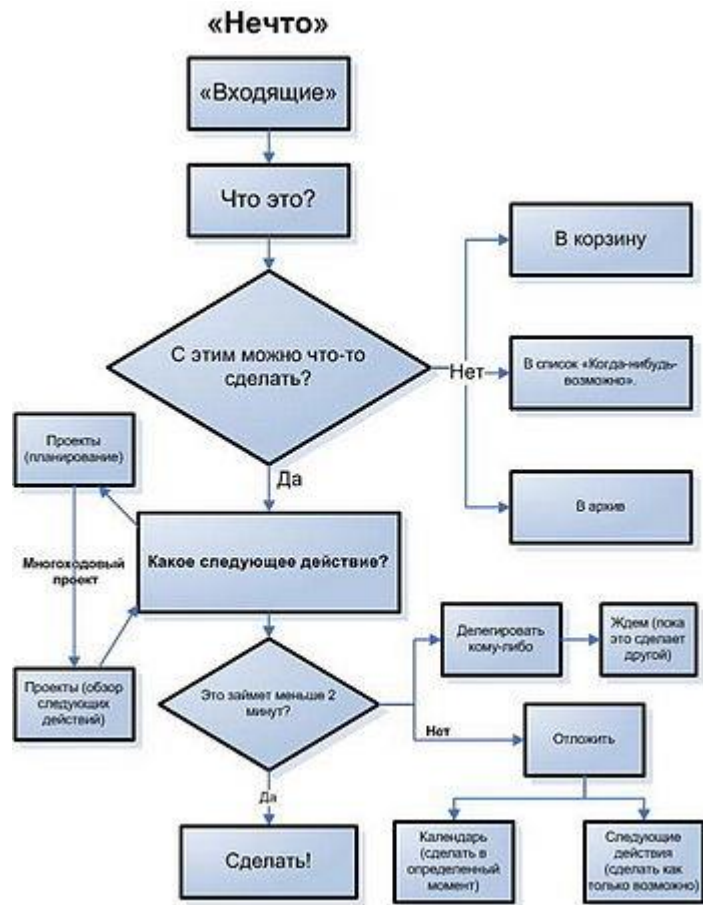 «Нечто»
«Входящие»
Что это?
В корзину
С этим можно что-то
сделать?
Нет
В список «Когда-нибудь-
возможно».
Да
В архив
Проекты
(планирование)
Многоходовый
проект
Какое следующее действие?
Проекты (обзор
следующих
действий)
Делегировать
кому-либо
Ждем (пока
это сделает
другой)
Это займет меньше 2
минут?
Нет
Отложить
Да
Сделать!
Календарь
(сделать в
определенный
момент)
Следующие
действия
(сделать как
только возможно)